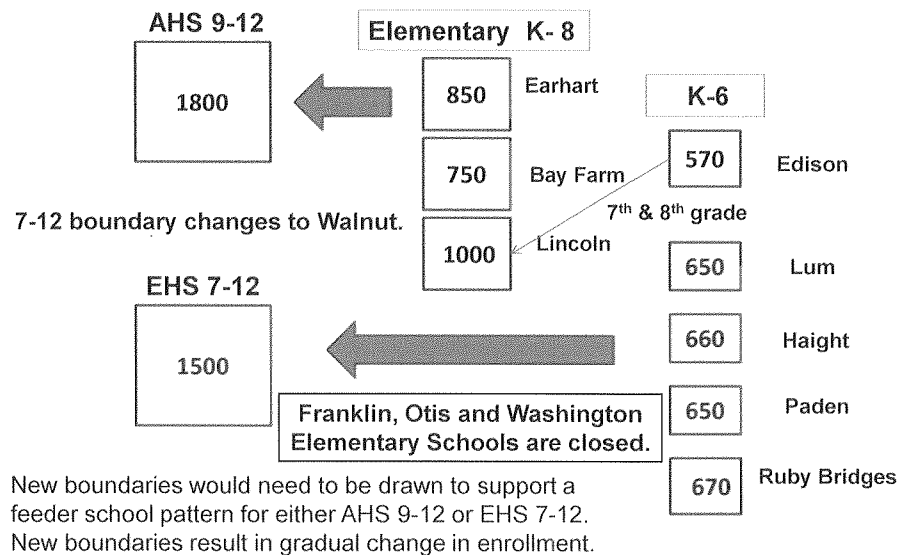 AHS 9-12
1800
Elementary K- 8
850
Earhart
750
Bay Farm
1000
Lincoln
K-6
570
Edison
7th & 8th grade
7-12 boundary changes to Walnut.
650
Lum
EHS 7-12
1500
660
Haight
650
Paden
670
Ruby Bridges
Franklin, Otis and Washington
Elementary Schools are closed.
New boundaries would need to be drawn to support a
feeder school pattern for either AHS 9-12 or EHS 7-12.
New boundaries result in gradual change in enrollment.